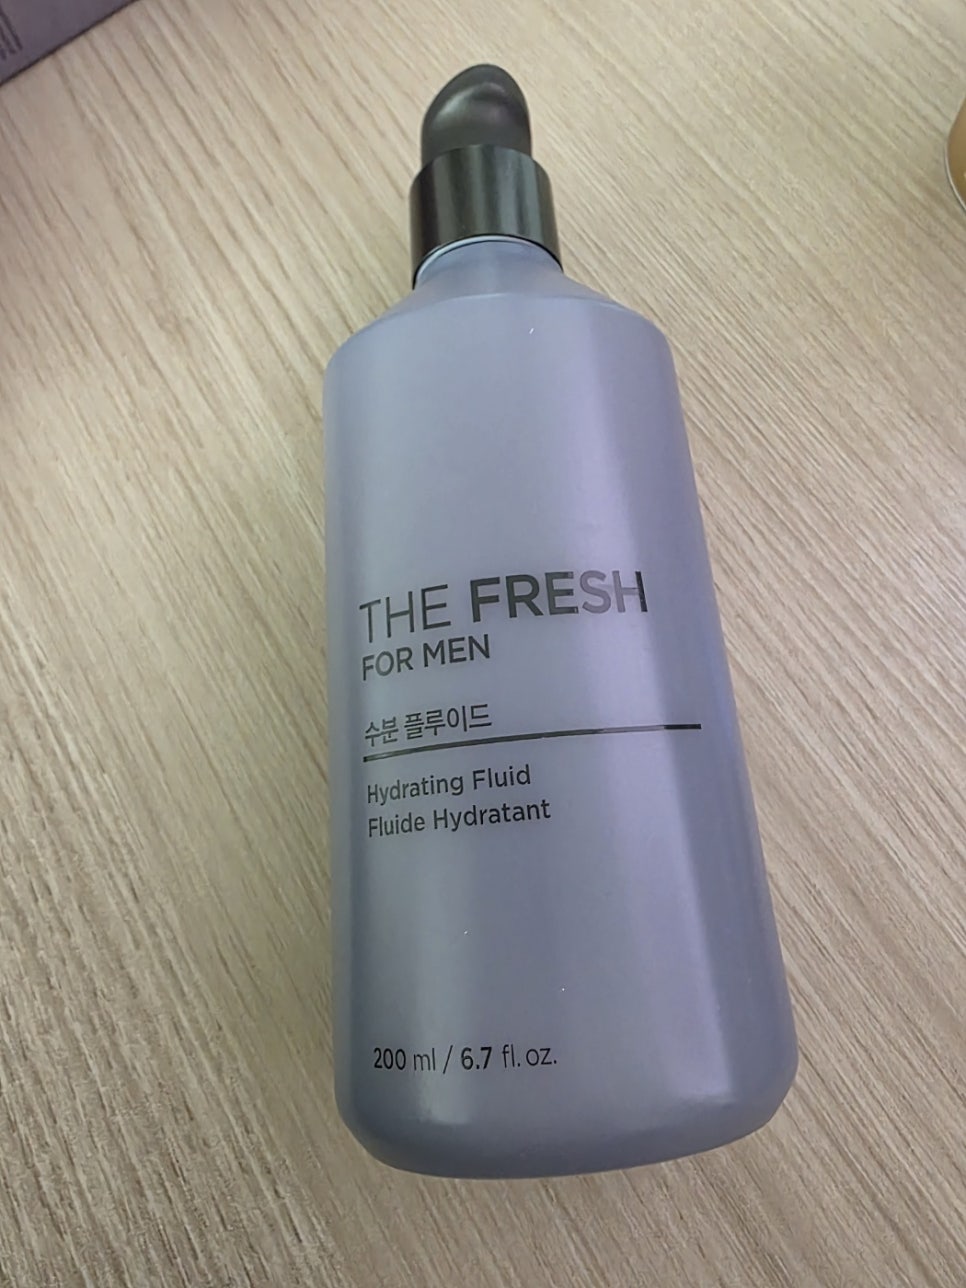 THE FRESH
FOR MEN
수분 플루이드
Hydrating Fluid
Fluide Hydratant
200 ml / 6.7 fl. oz.